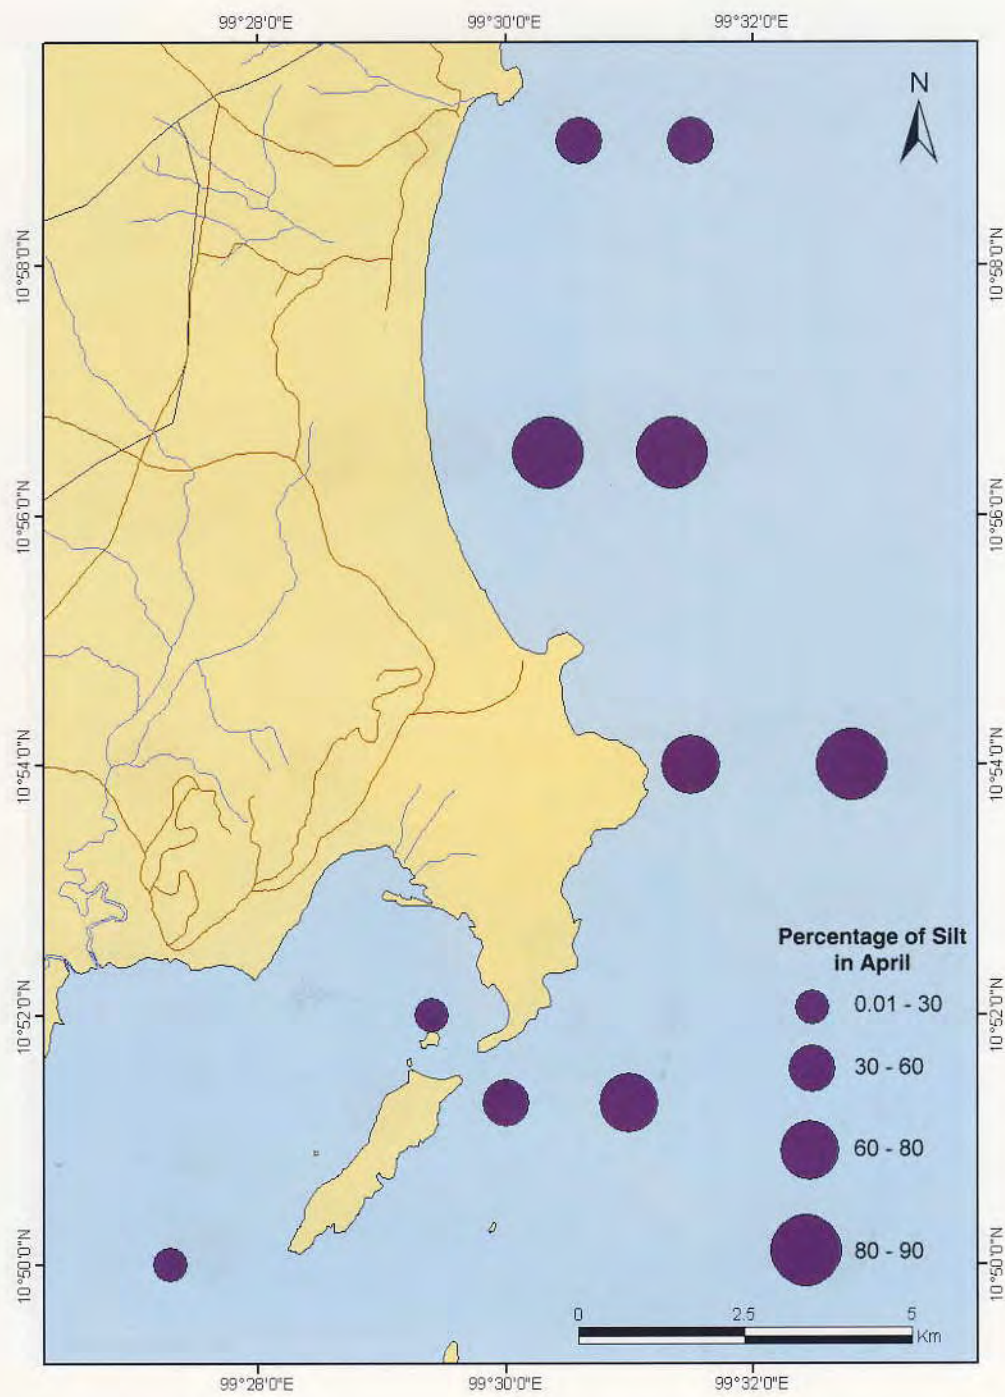 99°28'0"E 99°30'0"E 99°32'0"E
N
10°58'0"N 10°58'0"N
10°56'0"N 10°56'0"N
10°54'0"N 10°54'0"N
Percentage of Silt
in April
0.01 - 30
10°52'0"N 10°52'0"N
30 - 60
60 - 80
80 - 90
10°50'0"N 10°50'0"N
0 2.5 5
Km
99°28'0"E 99°30'0"E 99°32'0"E